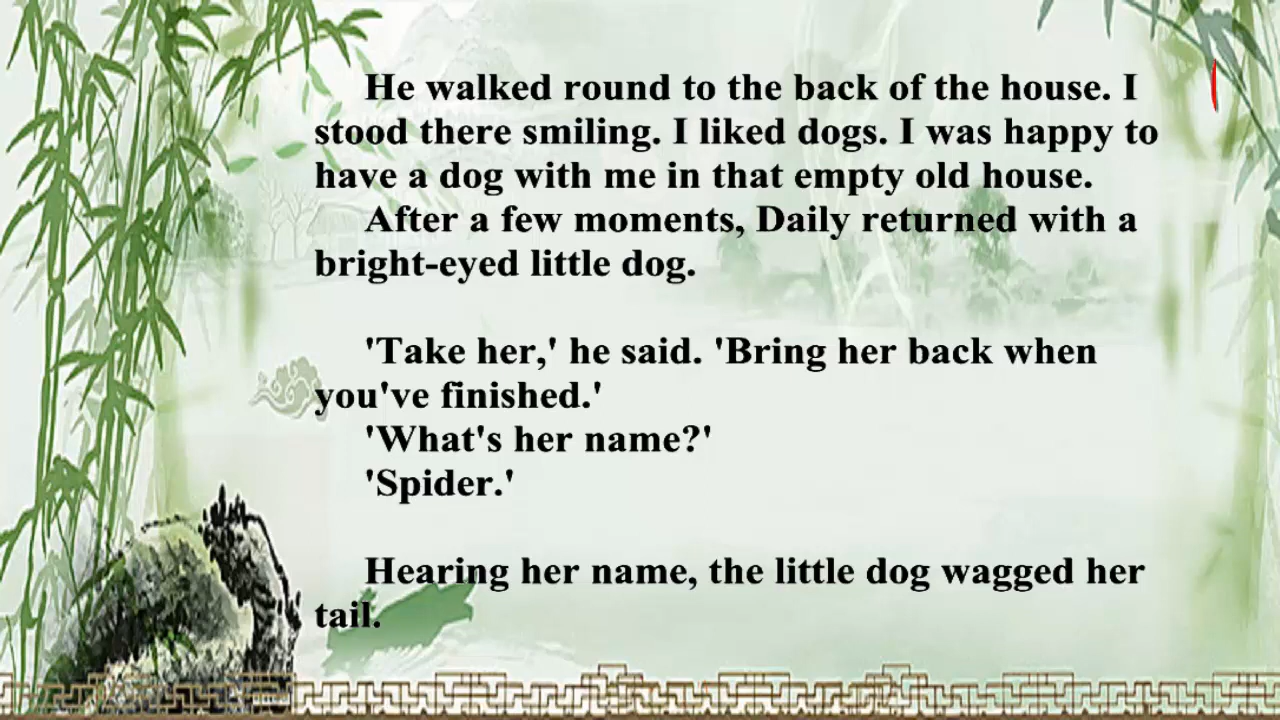 He walked round to the back of the house. I
stood there smiling. I liked dogs. I was happy to
have a dog with me in that empty old house.
After a few moments, Daily returned with a
bright-eyed little dog.
'Take her,' he said. 'Bring her back when
you've finished.'
'What's her name?'
'Spider.'
Hearing her name, the little dog wagged her
tail.